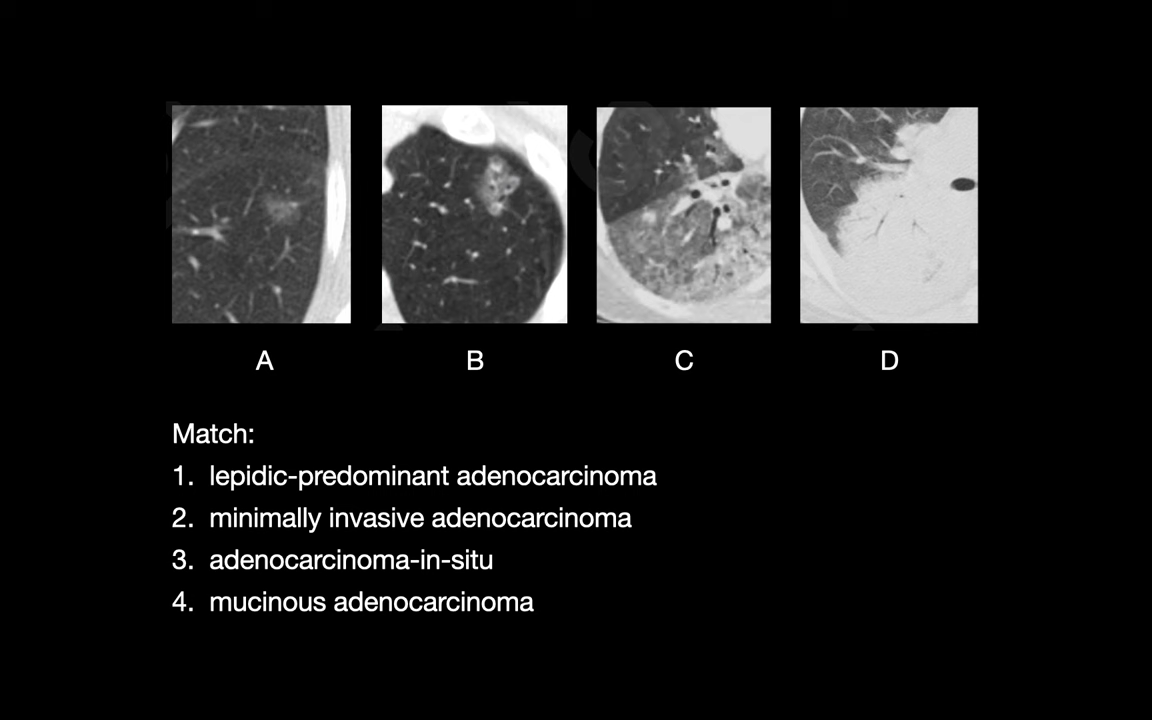 A
B
C
D
Match:
1. lepidic-predominant adenocarcinoma
2. minimally invasive adenocarcinoma
3. adenocarcinoma-in-situ
4. mucinous adenocarcinoma